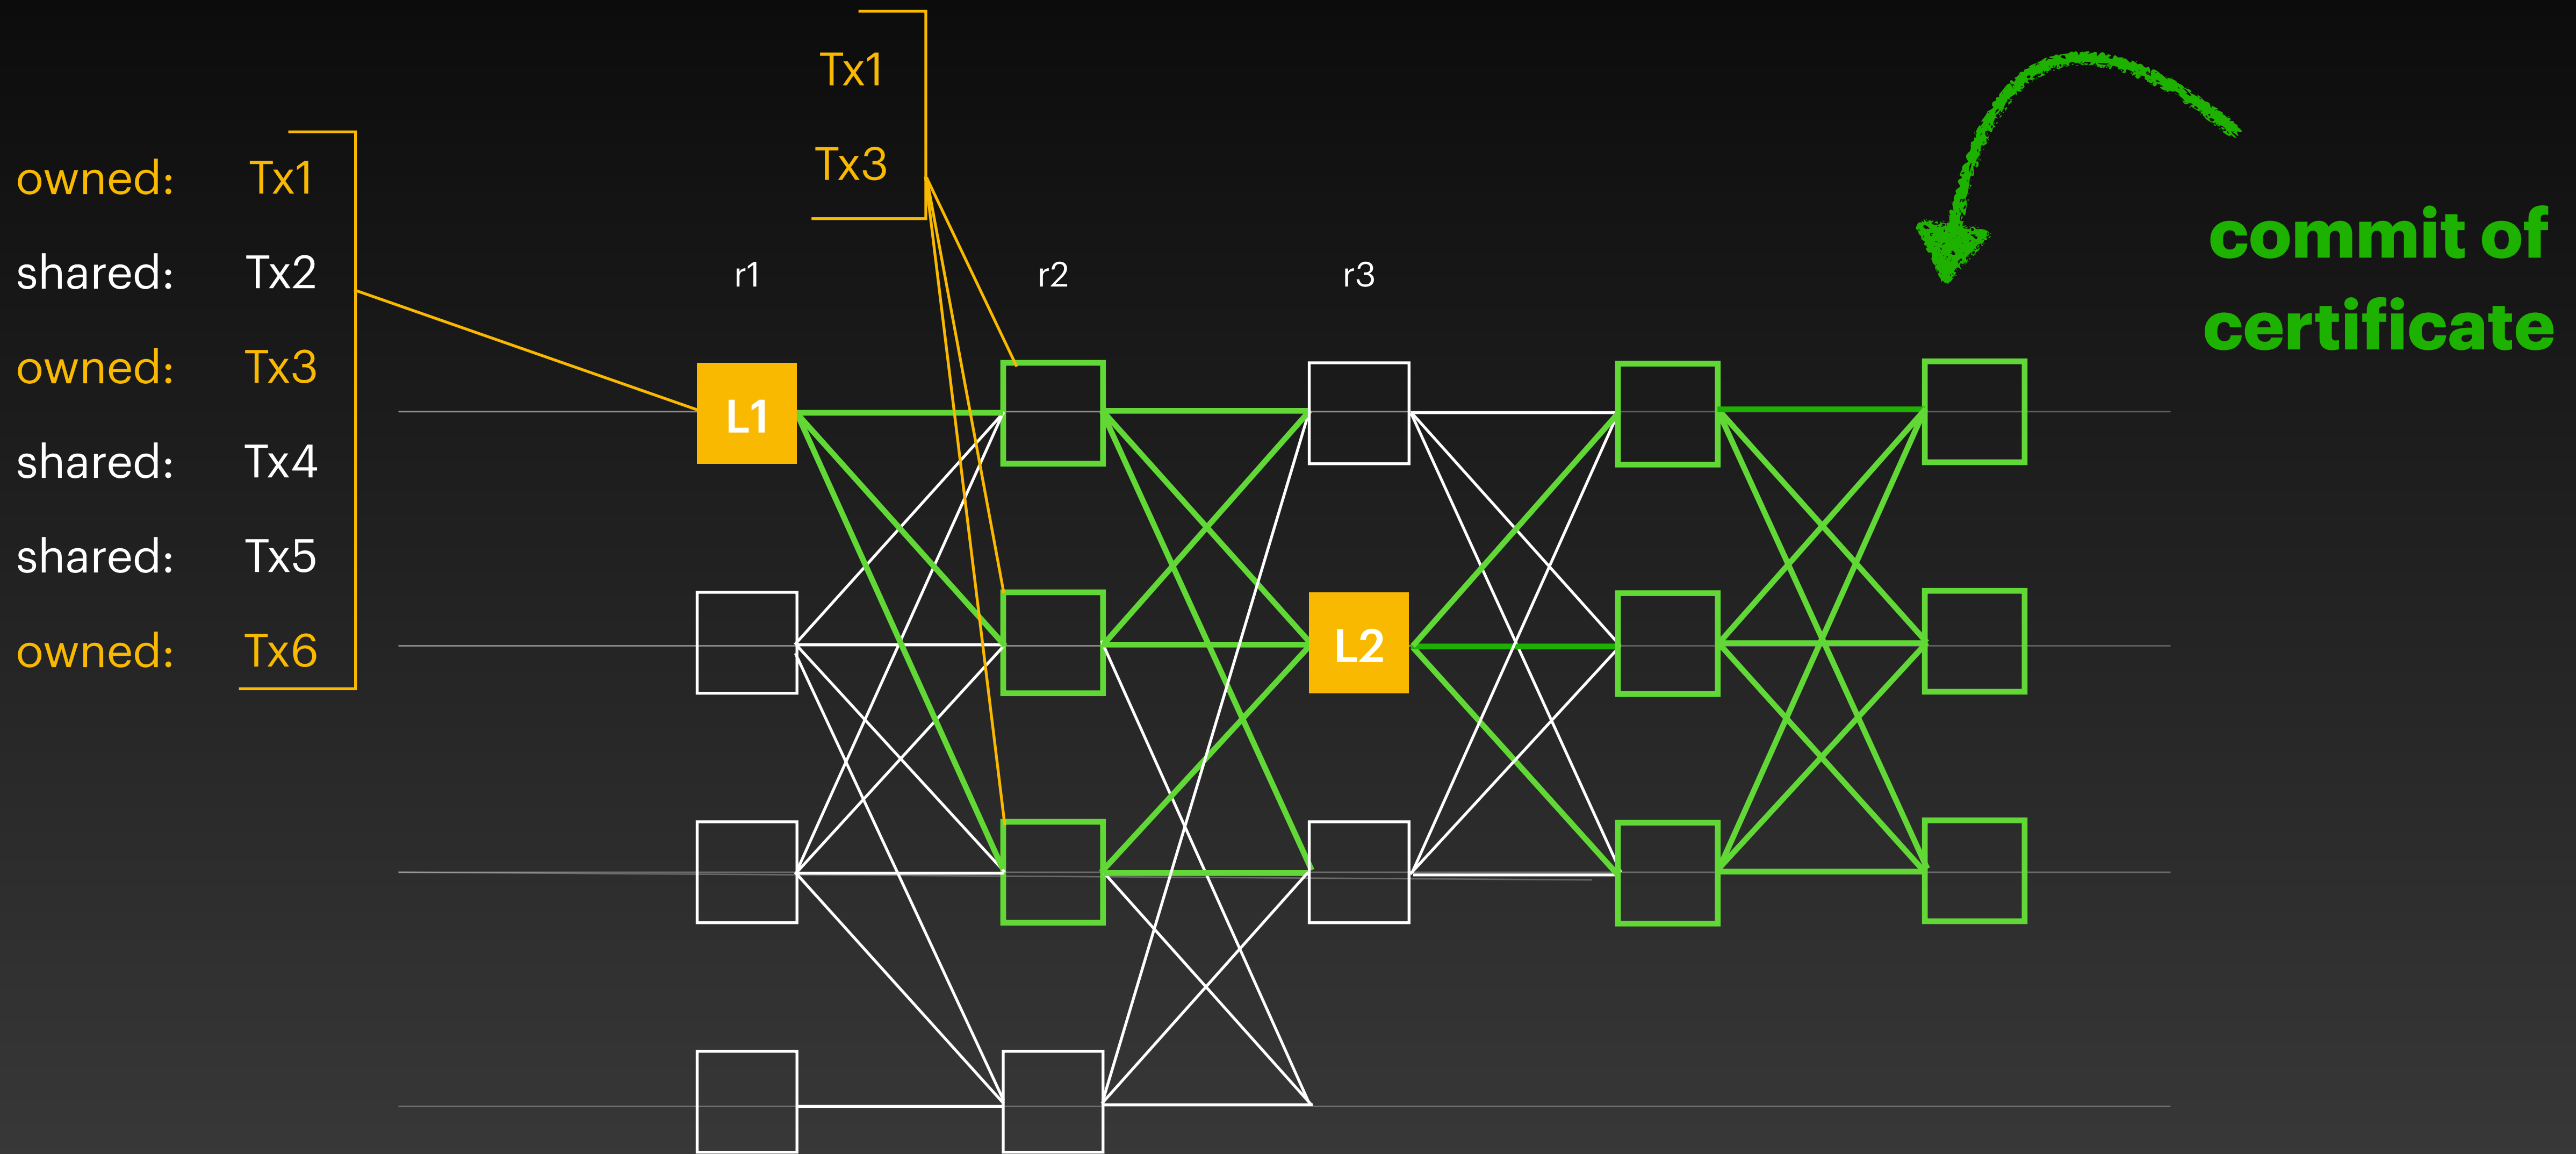 Tx1
Tx3
owned: Tx1
shared: Tx2
owned: Tx3
shared: Tx4
shared: Tx5
owned: Tx6
r1 r2 r3
L1
L2
commit of
certificate